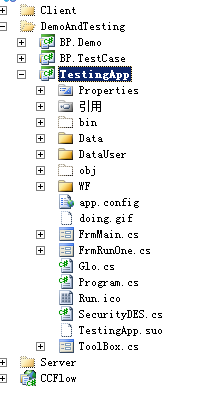 Client
DemoAndTesting
BP.Demo
BP.TestCase
TestingApp
Properties
引用
bin
Data
DataUser
obj
WF
app.config
doing.gif
FrmMain.cs
FrmRunOne.cs
Glo.cs
Program.cs
Run.ico
SecurityDES.cs
TestingApp.suo
ToolBox.cs
Server
CCFlow